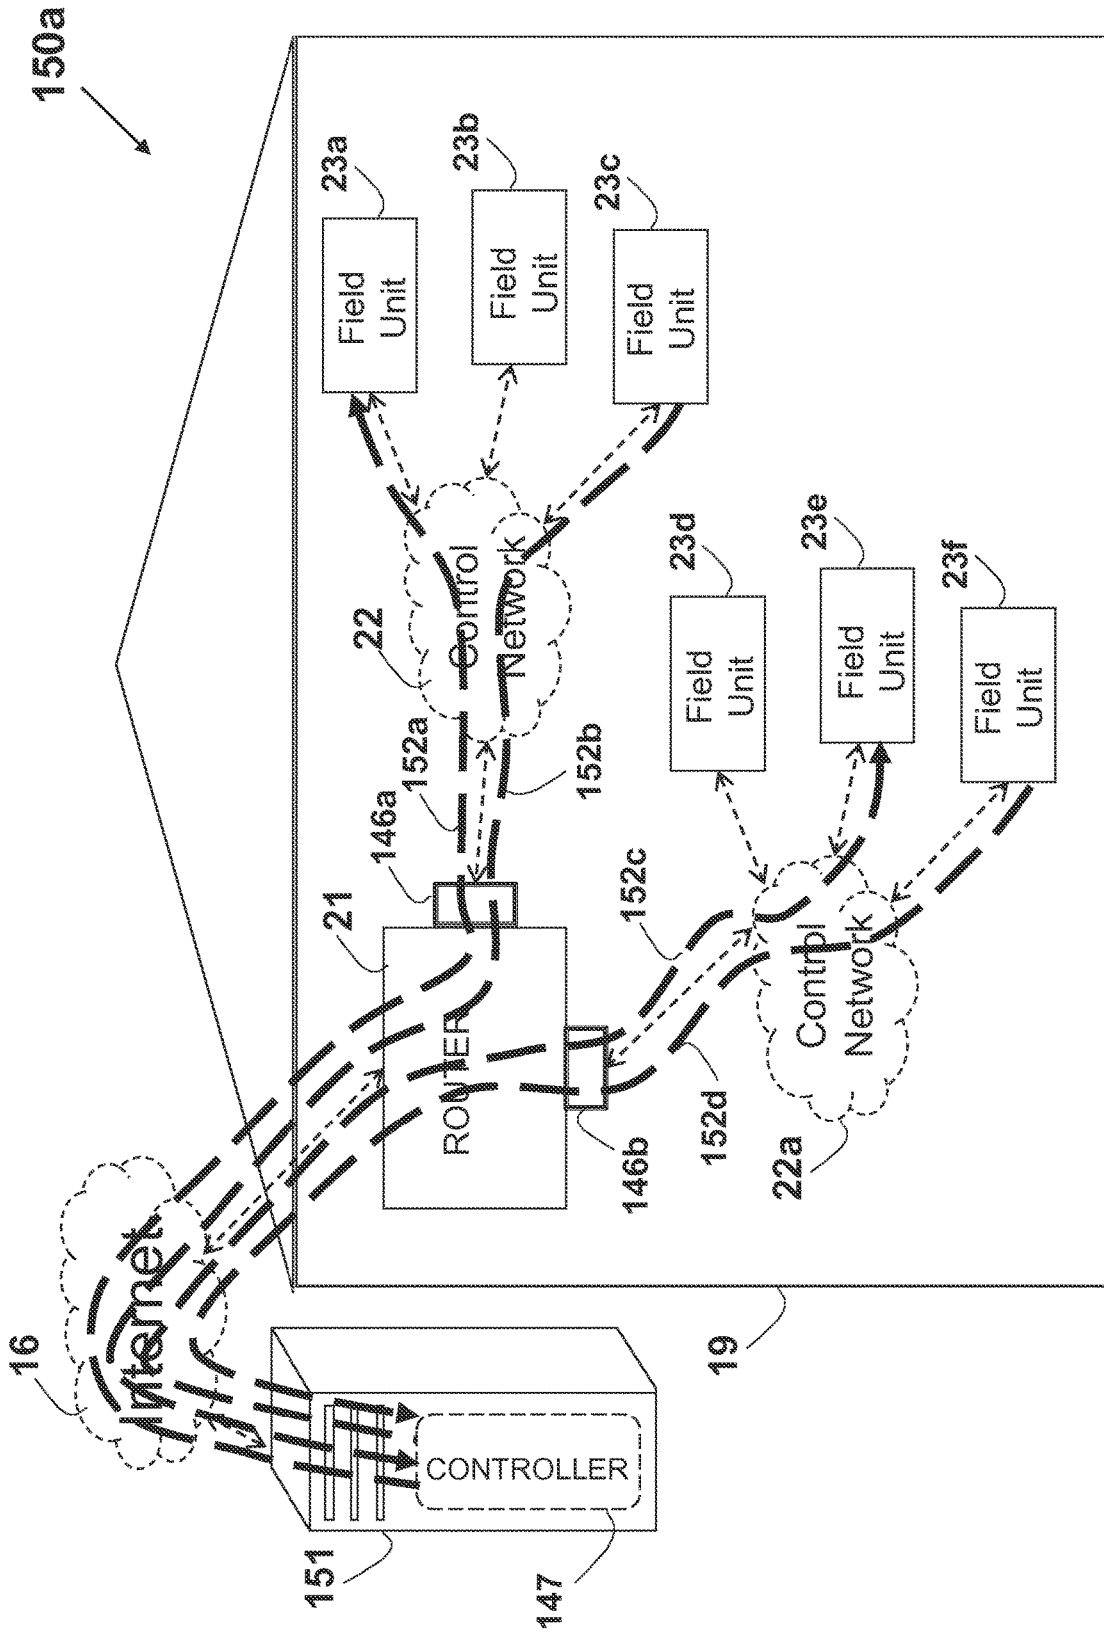 150a
16
Internet
151
CONTROLLER
147
19
21
ROUTER
146a
146b
152a
152b
152c
152d
22
Control
Network
22a
Control
Network
23a
Field
Unit
23b
Field
Unit
23c
Field
Unit
23d
Field
Unit
23e
Field
Unit
23f
Field
Unit